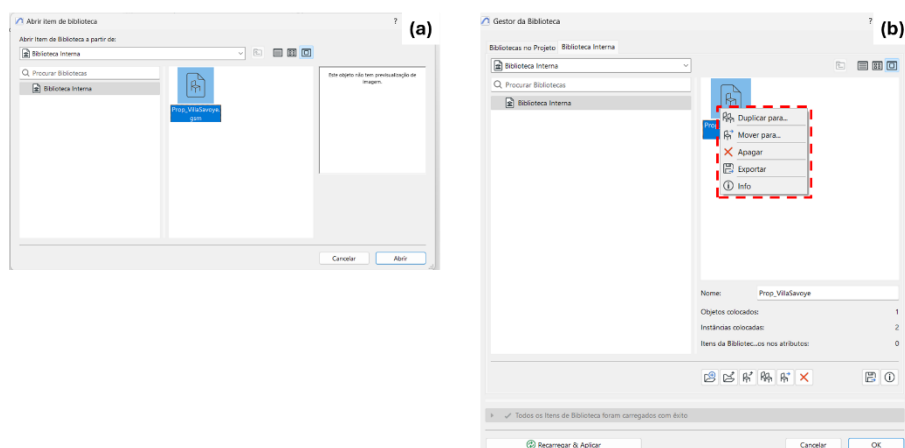 Abrir item de biblioteca
?
(a)
Abrir Item de Biblioteca a partir de:
Biblioteca Interna
Procurar Bibliotecas
Biblioteca Interna
Prop_VilaSavoye.
gsm
Este objeto não tem previsualização de
imagem.
Cancelar
Abrir
Gestor da Biblioteca
?
(b)
Bibliotecas no Projeto
Biblioteca Interna
Biblioteca Interna
Procurar Bibliotecas
Biblioteca Interna
Duplicar para...
Mover para...
Apagar
Exportar
Info
Nome:
Prop_VilaSavoye
Objetos colocados:
1
Instâncias colocadas:
2
Itens da Bibliotec...os nos atributos:
0
Todos os Itens de Biblioteca foram carregados com êxito
Recarregar & Aplicar
Cancelar
OK